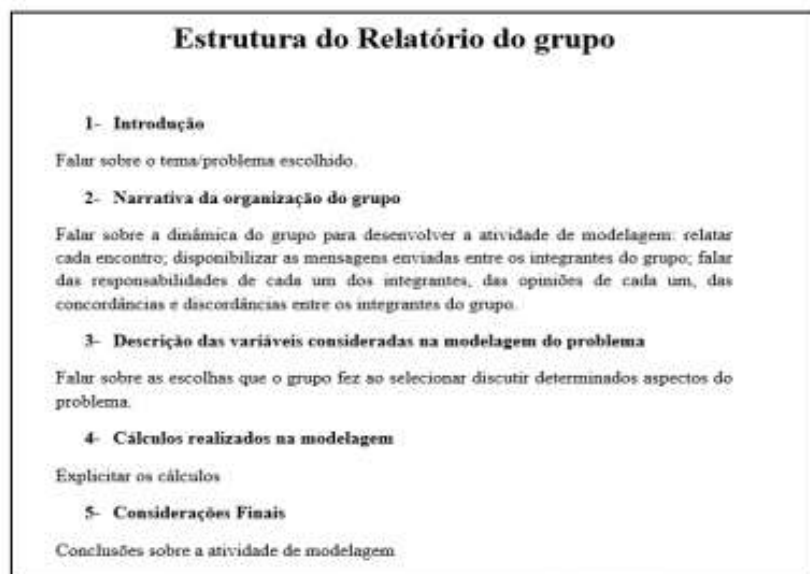 Estrutura do Relatório do grupo
1- Introdução
Falar sobre o tema/problema escolhido.
2- Narrativa da organização do grupo
Falar sobre a dinâmica do grupo para desenvolver a atividade de modelagem: relatar
cada encontro; disponibilizar as mensagens enviadas entre os integrantes do grupo; falar
das responsabilidades de cada um dos integrantes, das opiniões de cada um, das
concordâncias e discordâncias entre os integrantes do grupo.
3- Descrição das variáveis consideradas na modelagem do problema
Falar sobre as escolhas que o grupo fez ao selecionar discutir determinados aspectos do
problema.
4- Cálculos realizados na modelagem
Explicitar os cálculos
5- Considerações Finais
Conclusões sobre a atividade de modelagem